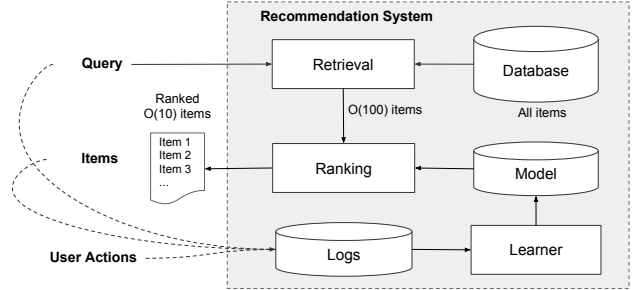 Recommendation System
Query
Retrieval
Database
All items
Ranked
O(10) items
O(100) items
Item 1
Item 2
Item 3
...
Items
Ranking
Model
User Actions
Logs
Learner